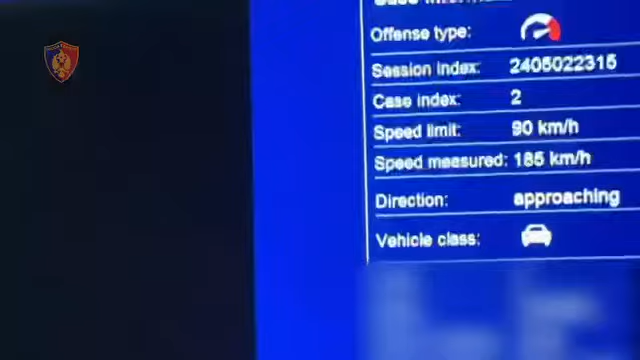 Offense type:
Session index: 2405022315
Case index: 2
Speed limit: 90 km/h
Speed measured: 185 km/h
Direction: approaching
Vehicle class: